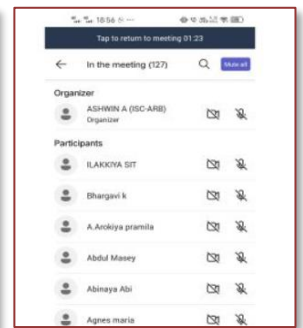 18:56
Tap to return to meeting 01:23
In the meeting (127)
Mute all
Organizer
ASHWIN A (ISC-ARB)
Organizer
Participants
ILAKKIYA SIT
Bhargavi k
A.Arokiya pramila
Abdul Masey
Abinaya Abi
Agnes maria